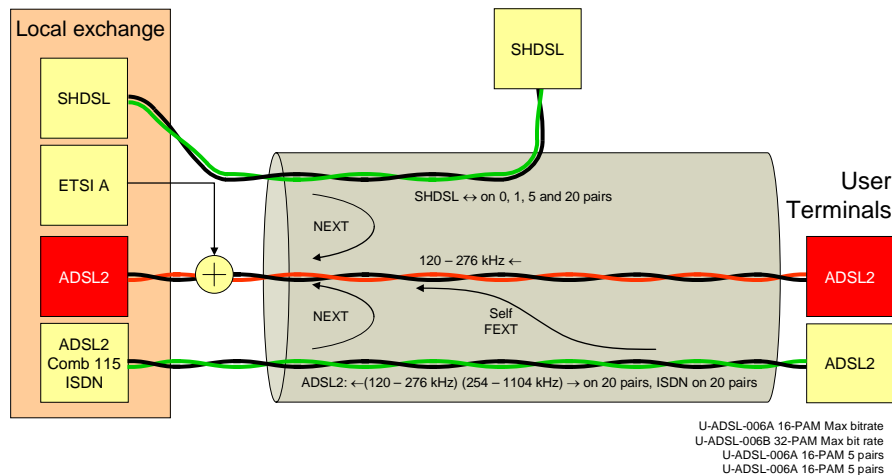 Local exchange
SHDSL
SHDSL
ETSI A
User
Terminals
SHDSL ↔ on 0, 1, 5 and 20 pairs
NEXT
120 – 276 kHz ←
ADSL2
ADSL2
NEXT
Self
FEXT
ADSL2
Comb 115
ISDN
ADSL2
ADSL2: ←(120 – 276 kHz) (254 – 1104 kHz) → on 20 pairs, ISDN on 20 pairs
U-ADSL-006A 16-PAM Max bitrate
U-ADSL-006B 32-PAM Max bit rate
U-ADSL-006A 16-PAM 5 pairs
U-ADSL-006A 16-PAM 5 pairs